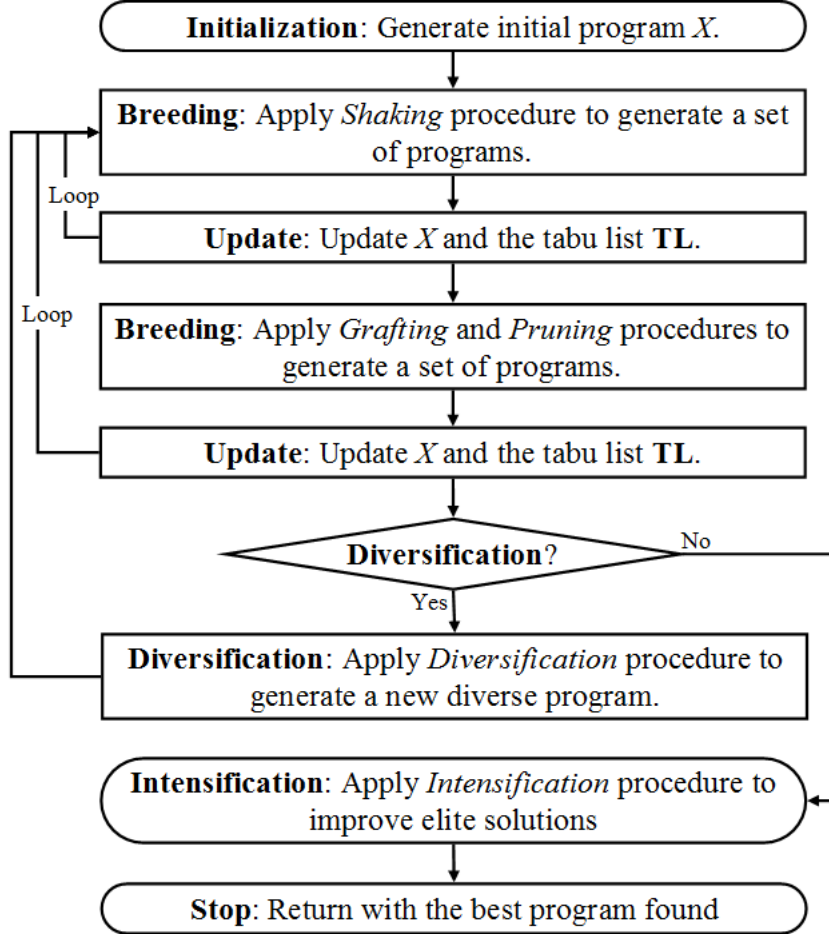 Initialization: Generate initial program X.
Breeding: Apply Shaking procedure to generate a set
of programs.
Loop
Update: Update X and the tabu list TL.
Loop
Breeding: Apply Grafting and Pruning procedures to
generate a set of programs.
Update: Update X and the tabu list TL.
Diversification?
No
Yes
Diversification: Apply Diversification procedure to
generate a new diverse program.
Intensification: Apply Intensification procedure to
improve elite solutions
Stop: Return with the best program found